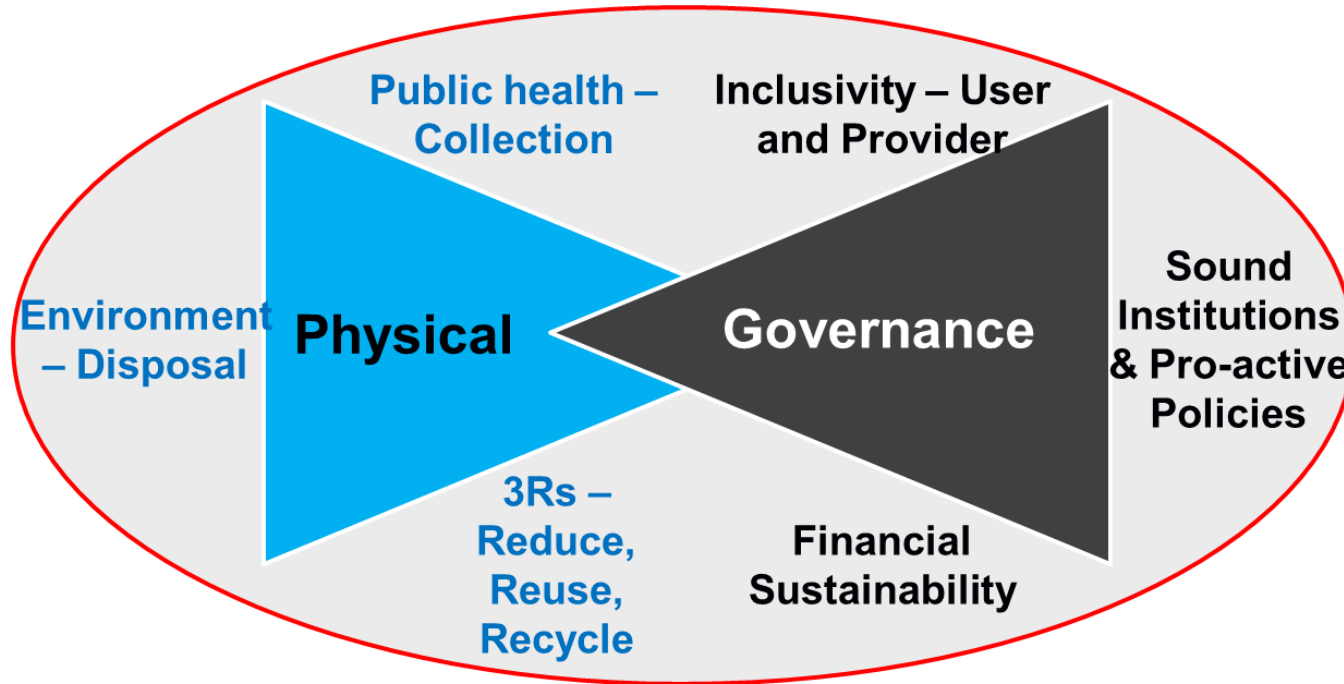 Public health –
Collection
Inclusivity – User
and Provider
Environment
– Disposal
Physical
Governance
Sound
Institutions
& Pro-active
Policies
3Rs –
Reduce,
Reuse,
Recycle
Financial
Sustainability